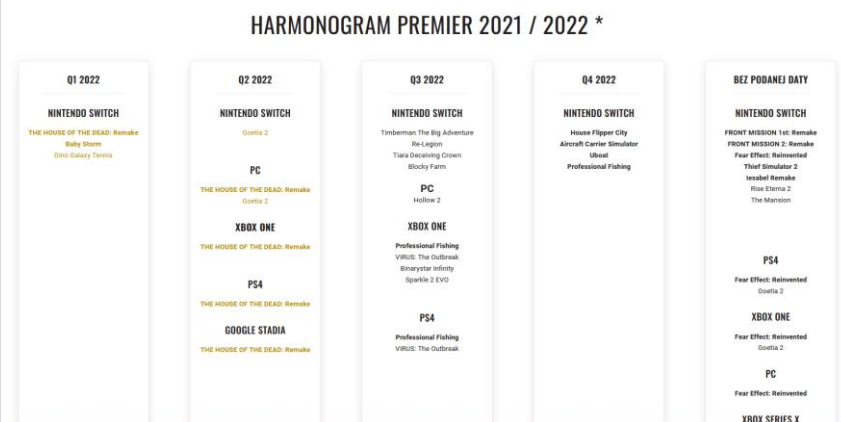 HARMONOGRAM PREMIER 2021 / 2022 *
Q1 2022
NINTENDO SWITCH
THE HOUSE OF THE DEAD: Remake
Baby Storm
Dino Galaxy Tennis
Q2 2022
NINTENDO SWITCH
Goetia 2
PC
THE HOUSE OF THE DEAD: Remake
Goetia 2
XBOX ONE
THE HOUSE OF THE DEAD: Remake
PS4
THE HOUSE OF THE DEAD: Remake
GOOGLE STADIA
THE HOUSE OF THE DEAD: Remake
Q3 2022
NINTENDO SWITCH
Timberman The Big Adventure
Re-Legion
Tiara Deceiving Crown
Blocky Farm
PC
Hollow 2
XBOX ONE
Professional Fishing
VIRUS: The Outbreak
Binarystar Infinity
Sparkle 2 EVO
PS4
Professional Fishing
VIRUS: The Outbreak
Q4 2022
NINTENDO SWITCH
House Flipper City
Aircraft Carrier Simulator
Uboat
Professional Fishing
BEZ PODANEJ DATY
NINTENDO SWITCH
FRONT MISSION 1st: Remake
FRONT MISSION 2: Remake
Fear Effect: Reinvented
Thief Simulator 2
Iesabel Remake
Rise Eterna 2
The Mansion
PS4
Fear Effect: Reinvented
Goetia 2
XBOX ONE
Fear Effect: Reinvented
Goetia 2
PC
Fear Effect: Reinvented
XBOX SERIES X